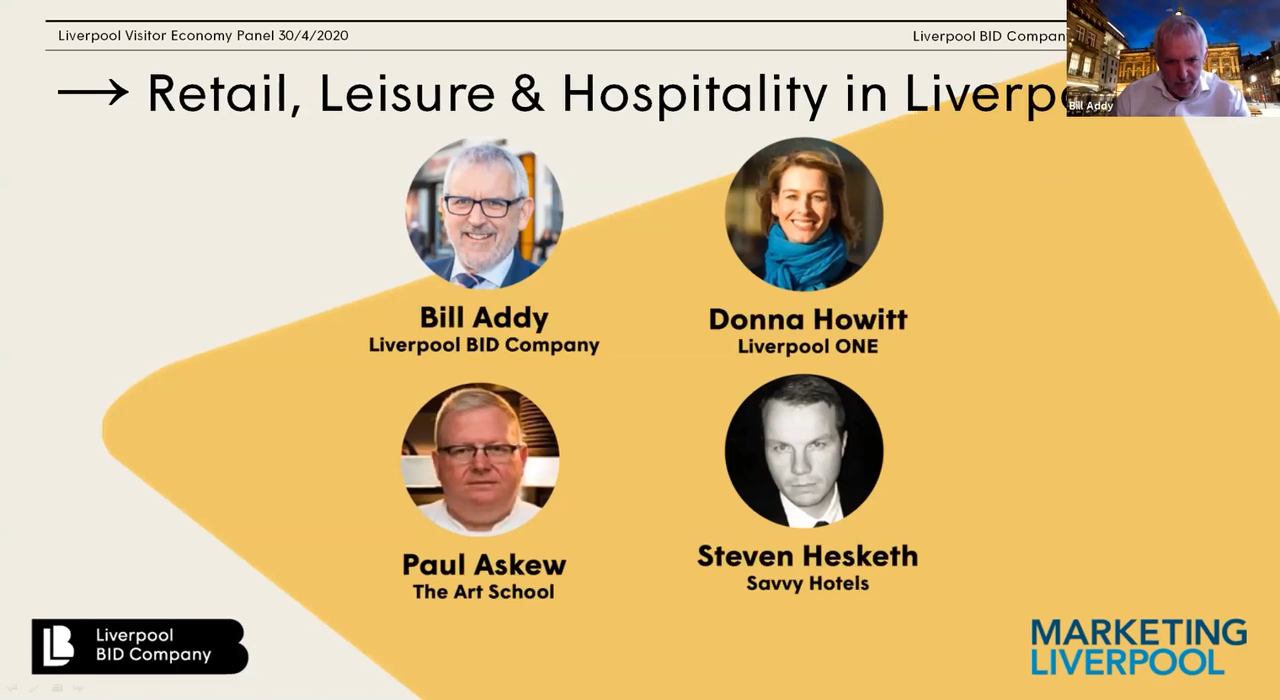 Liverpool Visitor Economy Panel 30/4/2020
Liverpool BID Compan
→ Retail, Leisure & Hospitality in Liverpo
Bill Addy
Bill Addy
Liverpool BID Company
Donna Howitt
Liverpool ONE
Paul Askew
The Art School
Steven Hesketh
Savvy Hotels
LB
Liverpool
BID Company
MARKETING
LIVERPOOL